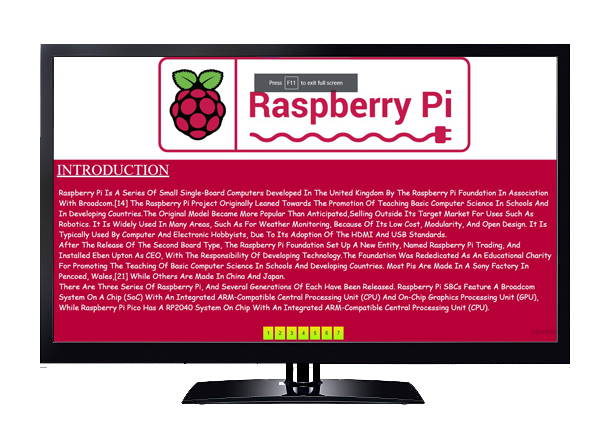 Press F11 to exit full screen
Raspberry Pi
INTRODUCTION
Raspberry Pi Is A Series Of Small Single-Board Computers Developed In The United Kingdom By The Raspberry Pi Foundation In Association
With Broadcom.[14] The Raspberry Pi Project Originally Leaned Towards The Promotion Of Teaching Basic Computer Science In Schools And
In Developing Countries.The Original Model Became More Popular Than Anticipated,Selling Outside Its Target Market For Uses Such As
Robotics. It Is Widely Used In Many Areas, Such As For Weather Monitoring, Because Of Its Low Cost, Modularity, And Open Design. It Is
Typically Used By Computer And Electronic Hobbyists, Due To Its Adoption Of The HDMI And USB Standards.
After The Release Of The Second Board Type, The Raspberry Pi Foundation Set Up A New Entity, Named Raspberry Pi Trading, And
Installed Eben Upton As CEO, With The Responsibility Of Developing Technology.The Foundation Was Rededicated As An Educational Charity
For Promoting The Teaching Of Basic Computer Science In Schools And Developing Countries. Most Pis Are Made In A Sony Factory In
Pencoed, Wales,[21] While Others Are Made In China And Japan.
There Are Three Series Of Raspberry Pi, And Several Generations Of Each Have Been Released. Raspberry Pi SBCs Feature A Broadcom
System On A Chip (SoC) With An Integrated ARM-Compatible Central Processing Unit (CPU) And On-Chip Graphics Processing Unit (GPU),
While Raspberry Pi Pico Has A RP2040 System On Chip With An Integrated ARM-Compatible Central Processing Unit (CPU).
1 2 3 4 5 6 7